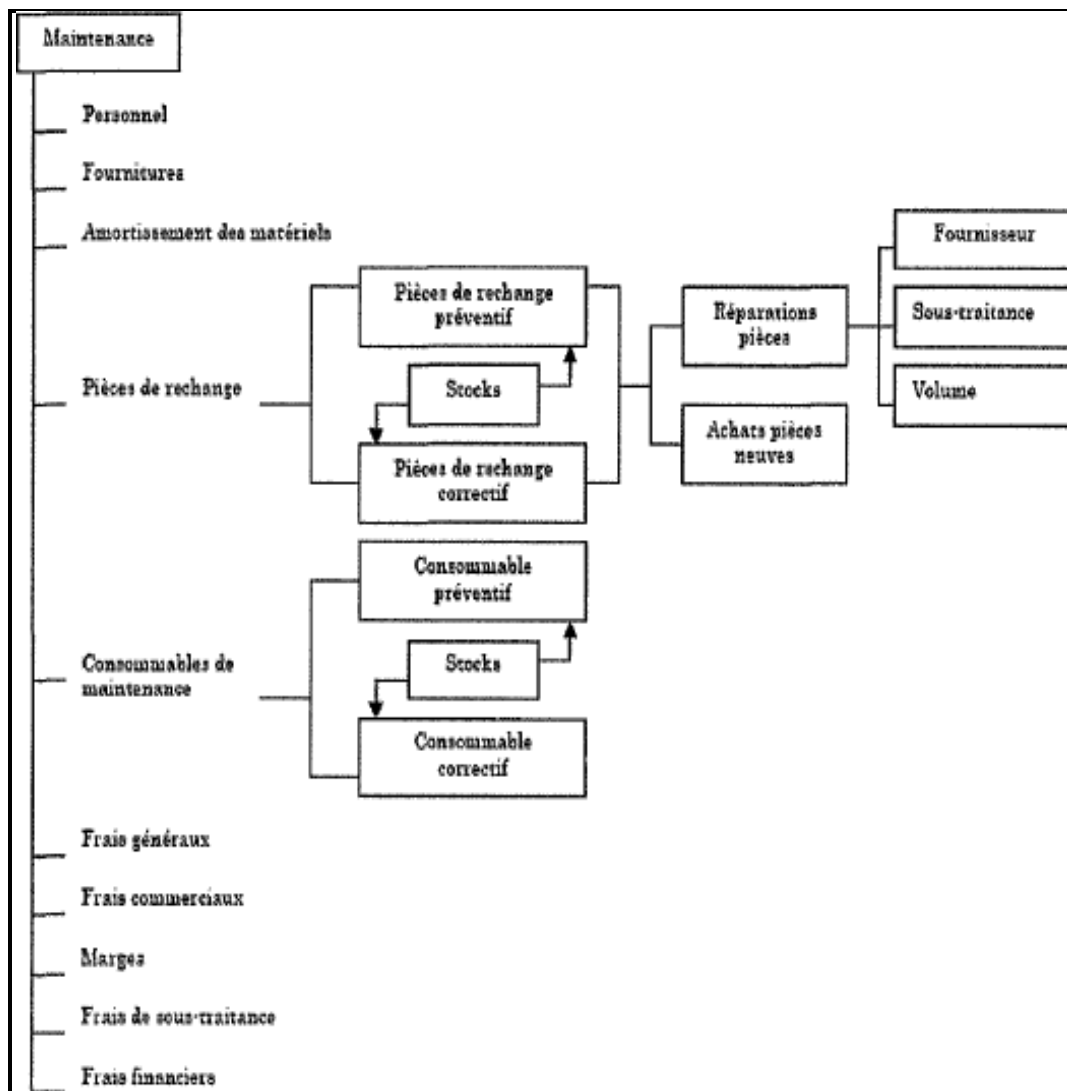 Maintenance
Personnel
Fournitures
Amortissement des matériels
Pièces de rechange
Pièces de rechange
préventif
Stocks
Pièces de rechange
correctif
Réparations
pièces
Achats pièces
neuves
Fournisseur
Sous-traitance
Volume
Consommables de
maintenance
Consommable
préventif
Stocks
Consommable
correctif
Frais généraux
Frais commerciaux
Marges
Frais de sous-traitance
Frais financiers